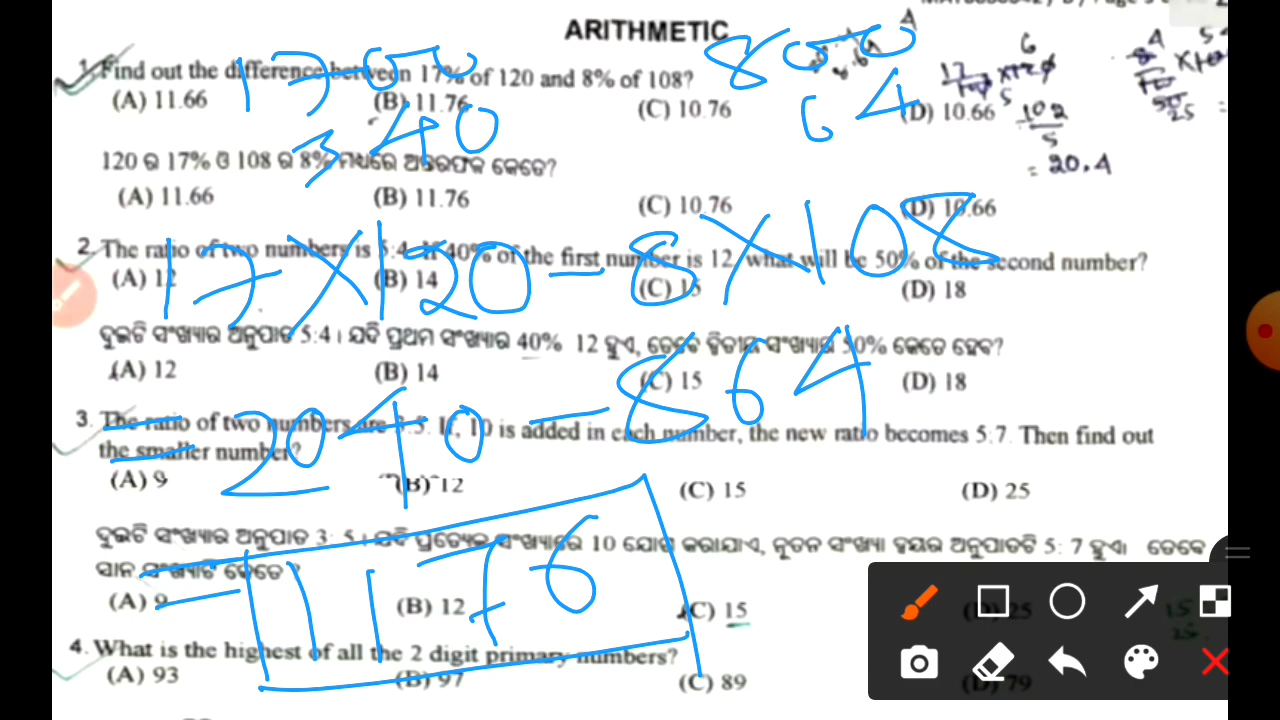 ARITHMETIC
1. Find out the difference between 17% of 120 and 8% of 108?
(A) 11.66 (B) 11.76 (C) 10.76 (D) 10.66
120 ର 17% ଓ 108 ର 8% ମଧ୍ୟରେ ଅନ୍ତରଫଳ କେତେ?
(A) 11.66 (B) 11.76 (C) 10.76 (D) 10.66
2. The ratio of two numbers is 5:4. If 40% of the first number is 12, what will be 50% of the second number?
(A) 12 (B) 14 (C) 15 (D) 18
ଦୁଇଟି ସଂଖ୍ୟାର ଅନୁପାତ 5:4। ଯଦି ପ୍ରଥମ ସଂଖ୍ୟାର 40% 12 ହୁଏ, ତେବେ ଦ୍ୱିତୀୟ ସଂଖ୍ୟାର 50% କେତେ ହେବ?
(A) 12 (B) 14 (C) 15 (D) 18
3. The ratio of two numbers are 3:5. If, 10 is added in each number, the new ratio becomes 5:7. Then find out
the smaller number?
(A) 9 (B) 12 (C) 15 (D) 25
ଦୁଇଟି ସଂଖ୍ୟାର ଅନୁପାତ 3: 5। ଯଦି ପ୍ରତ୍ୟେକ ସଂଖ୍ୟାରେ 10 ଯୋଗ କରାଯାଏ, ନୂତନ ସଂଖ୍ୟା ଦ୍ୱୟର ଅନୁପାତଟି 5: 7 ହୁଏ। ତେବେ
ସାନ ସଂଖ୍ୟାଟି କେତେ ?
(A) 9 (B) 12 (C) 15 (D) 25
4. What is the highest of all the 2 digit primary numbers?
(A) 93 (B) 97 (C) 89 (D) 79
1700 800
340 64
17 × 120 - 8 × 108
= 2040 - 864
= 1176
102
5
= 20.4